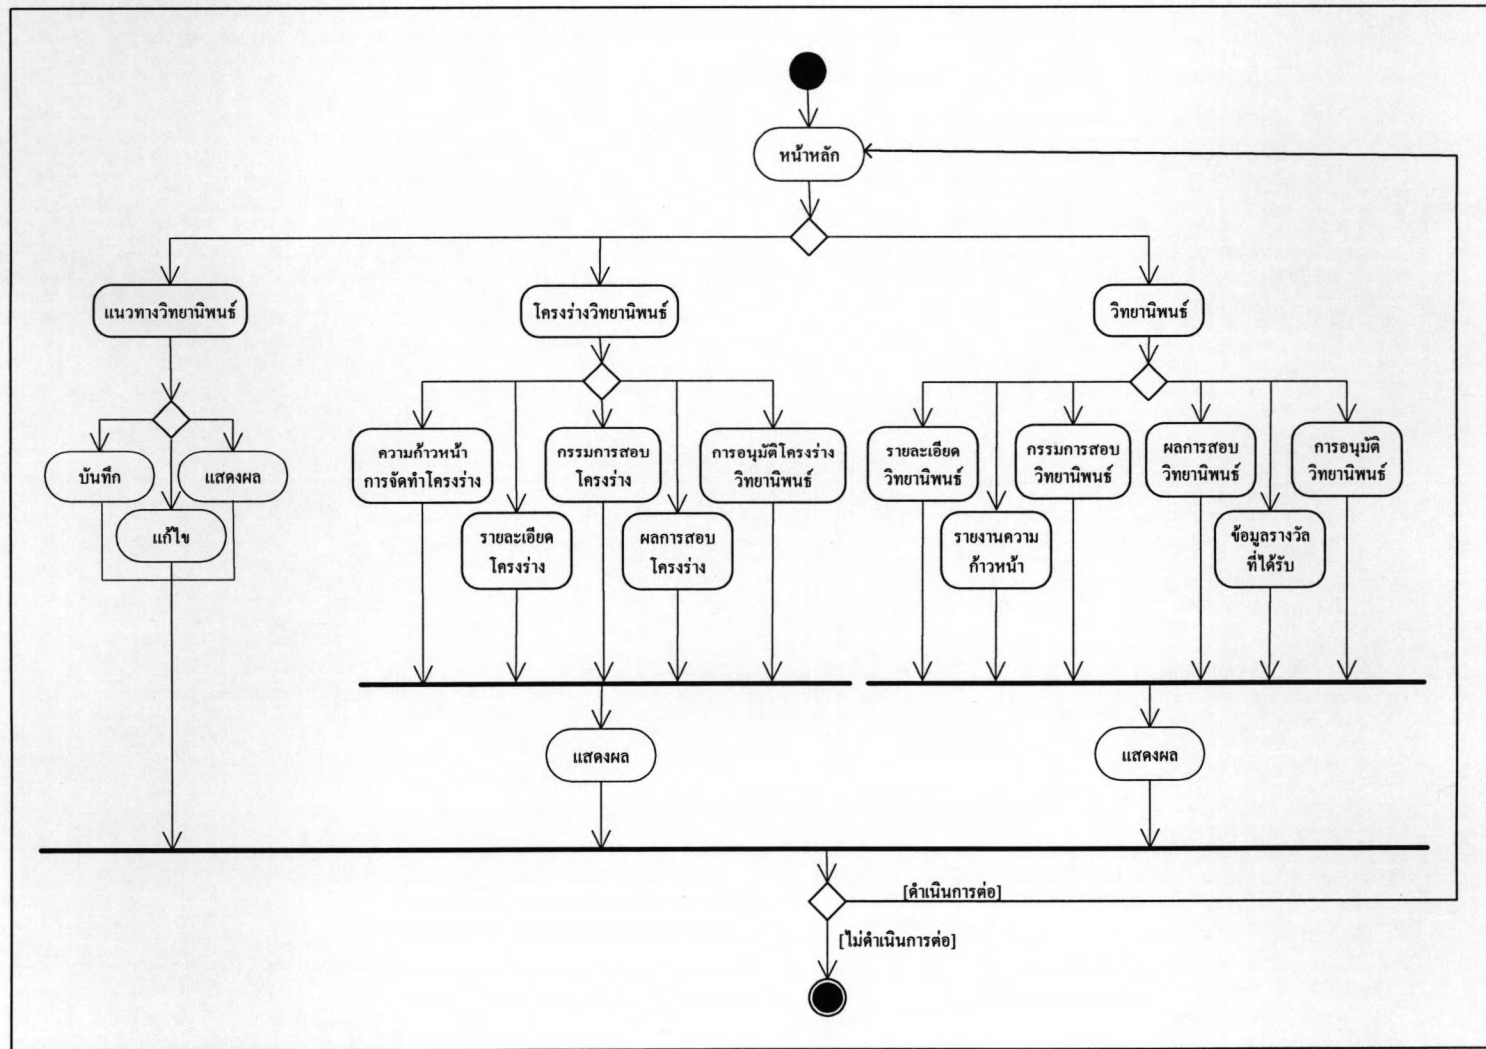 หน้าหลัก
แนวทางวิทยานิพนธ์
โครงร่างวิทยานิพนธ์
วิทยานิพนธ์
บันทึก
แสดงผล
แก้ไข
ความก้าวหน้า
การจัดทำโครงร่าง
รายละเอียด
โครงร่าง
กรรมการสอบ
โครงร่าง
ผลการสอบ
โครงร่าง
การอนุมัติโครงร่าง
วิทยานิพนธ์
รายละเอียด
วิทยานิพนธ์
รายงานความ
ก้าวหน้า
กรรมการสอบ
วิทยานิพนธ์
ผลการสอบ
วิทยานิพนธ์
ข้อมูลรางวัล
ที่ได้รับ
การอนุมัติ
วิทยานิพนธ์
แสดงผล
แสดงผล
[ดำเนินการต่อ]
[ไม่ดำเนินการต่อ]